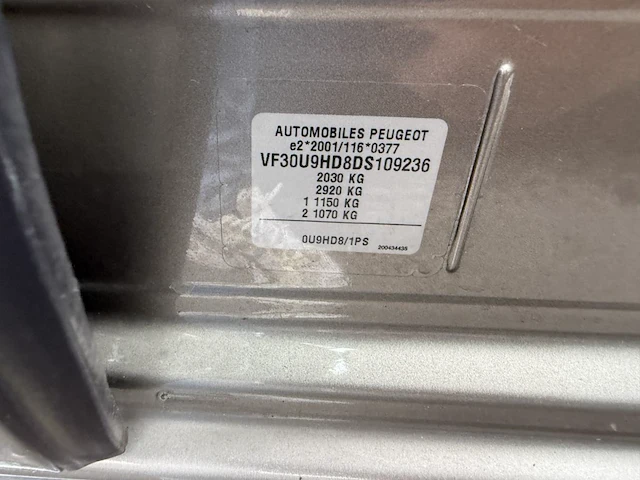 AUTOMOBILES PEUGEOT
e2*2001/116*0377
VF30U9HD8DS109236
2030 KG
2920 KG
1 1150 KG
2 1070 KG
0U9HD8/1PS
200434435